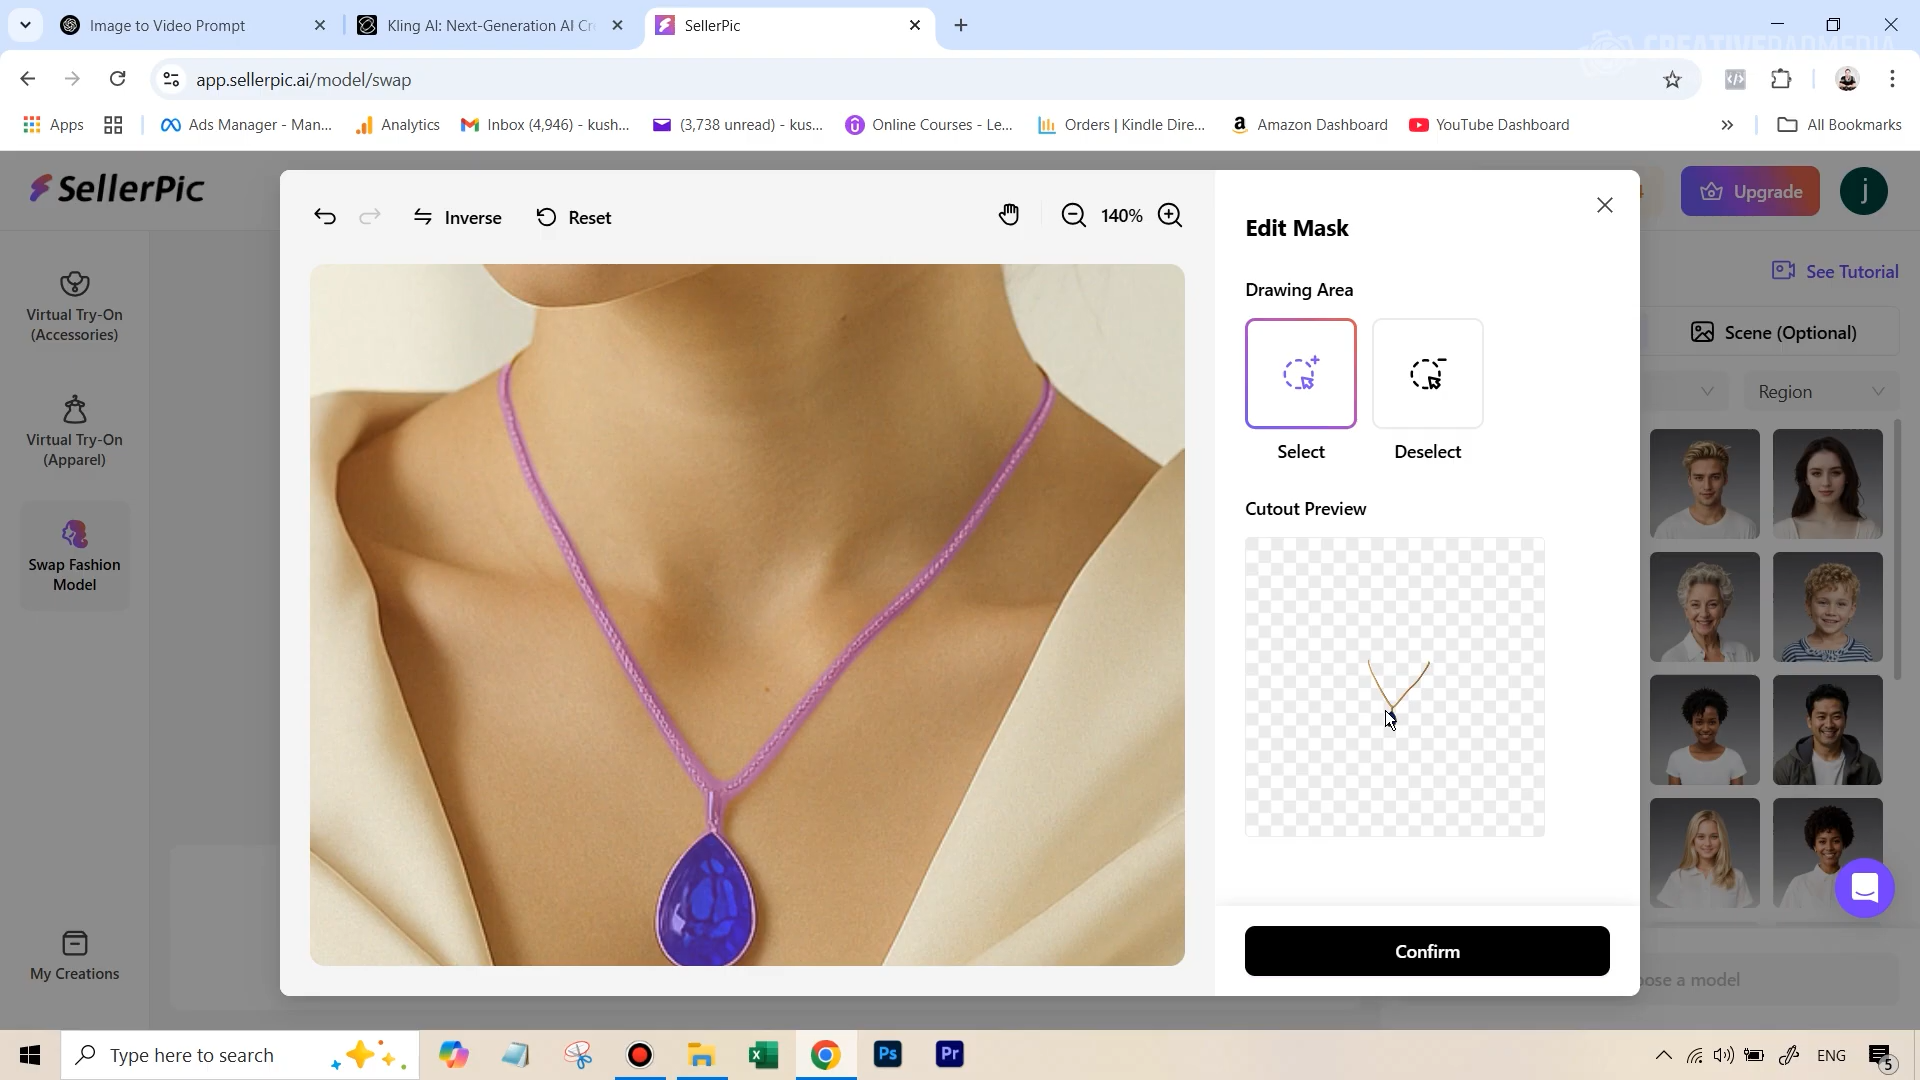 Image to Video Prompt
Kling AI: Next-Generation AI Cr
SellerPic
CREATIVEPADMEDIA
app.sellerpic.ai/model/swap
Apps
Ads Manager - Man...
Analytics
Inbox (4,946) - kush...
(3,738 unread) - kus...
Online Courses - Le...
Orders | Kindle Dire...
Amazon Dashboard
YouTube Dashboard
All Bookmarks
SellerPic
Upgrade
j
Inverse
Reset
140%
Edit Mask
See Tutorial
Drawing Area
Virtual Try-On
(Accessories)
Scene (Optional)
Region
Select
Deselect
Virtual Try-On
(Apparel)
Cutout Preview
Swap Fashion
Model
Confirm
My Creations
ose a model
Type here to search
Ps
Pr
ENG
5